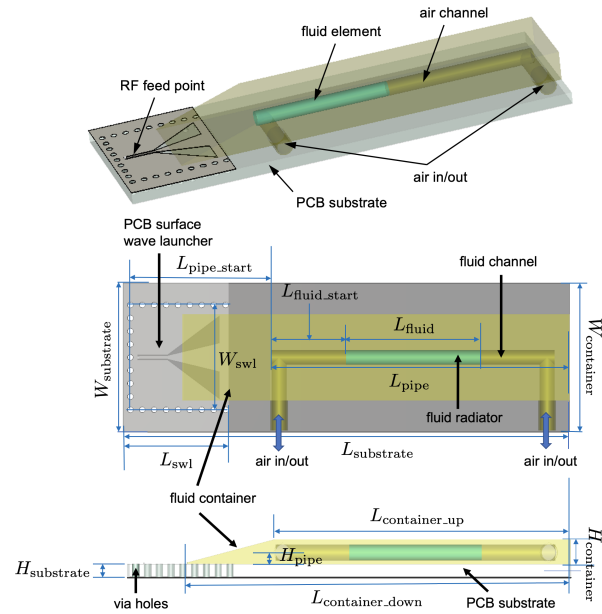 air channel
fluid element
RF feed point
air in/out
PCB substrate
PCB surface
wave launcher
L_pipe_start
fluid channel
L_fluid_start
L_fluid
W_substrate
W_swl
W_container
L_pipe
fluid radiator
L_swl
air in/out
L_substrate
air in/out
fluid container
L_container_up
H_pipe
H_container
H_substrate
via holes
L_container_down
PCB substrate